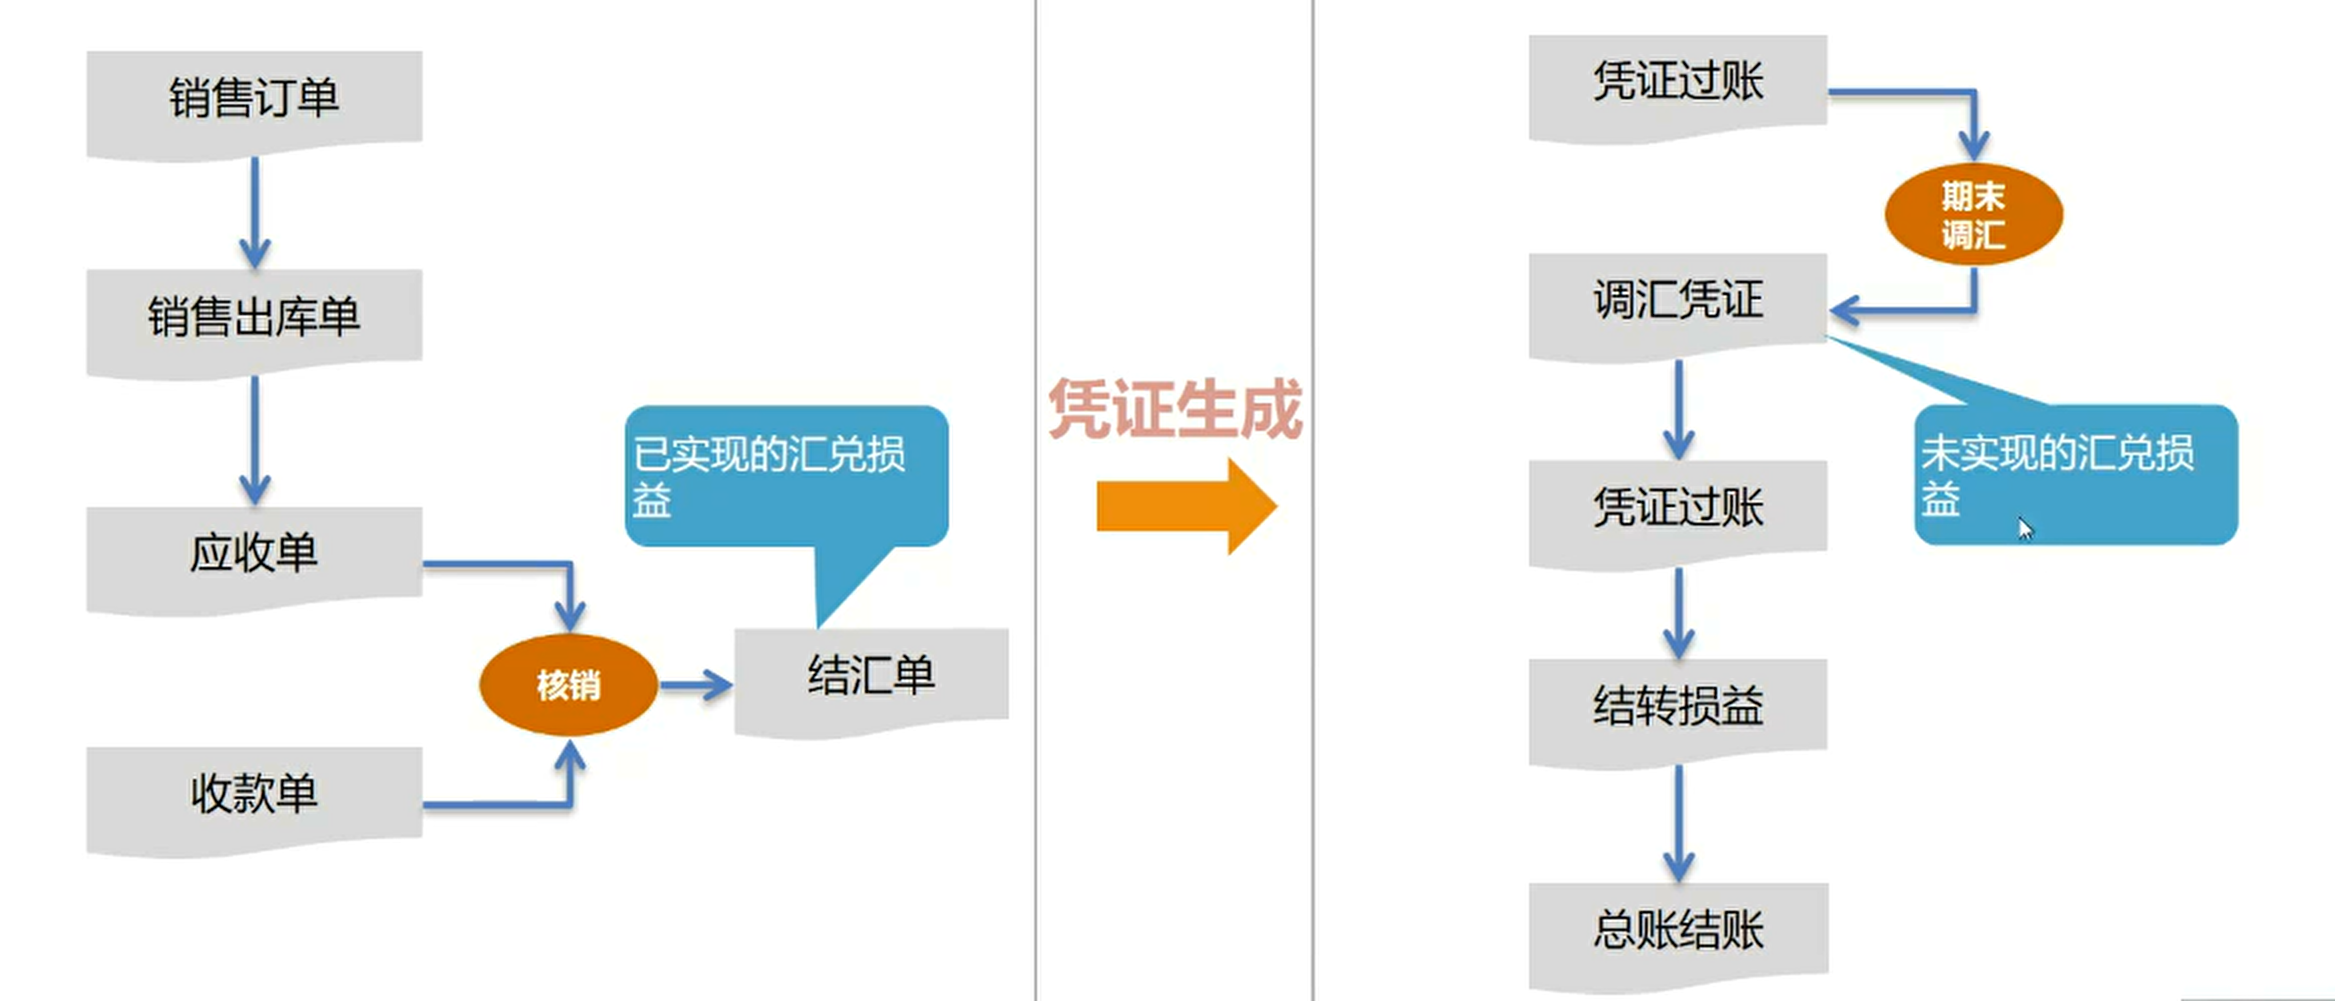 销售订单
销售出库单
应收单
收款单
核销
已实现的汇兑损
益
结汇单
凭证生成
凭证过账
期末
调汇
调汇凭证
未实现的汇兑损
益
凭证过账
结转损益
总账结账